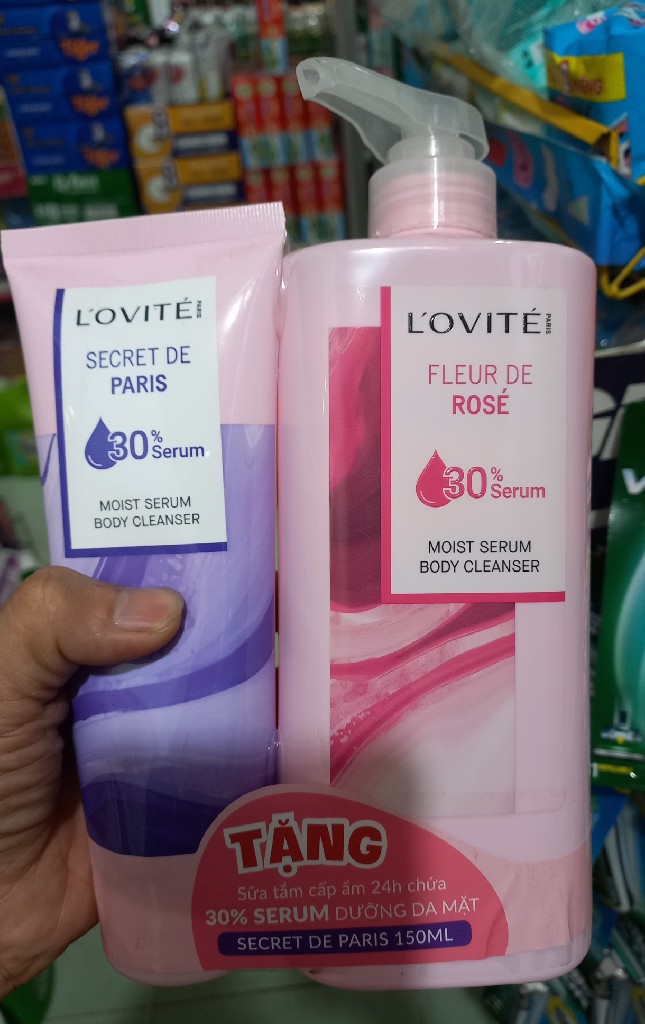 L'OVITÉ PARIS
SECRET DE
PARIS
30% Serum
MOIST SERUM
BODY CLEANSER
L'OVITÉ PARIS
FLEUR DE
ROSÉ
30% Serum
MOIST SERUM
BODY CLEANSER
TẶNG
Sữa tắm cấp ẩm 24h chứa
30% SERUM DƯỠNG DA MẶT
SECRET DE PARIS 150ML